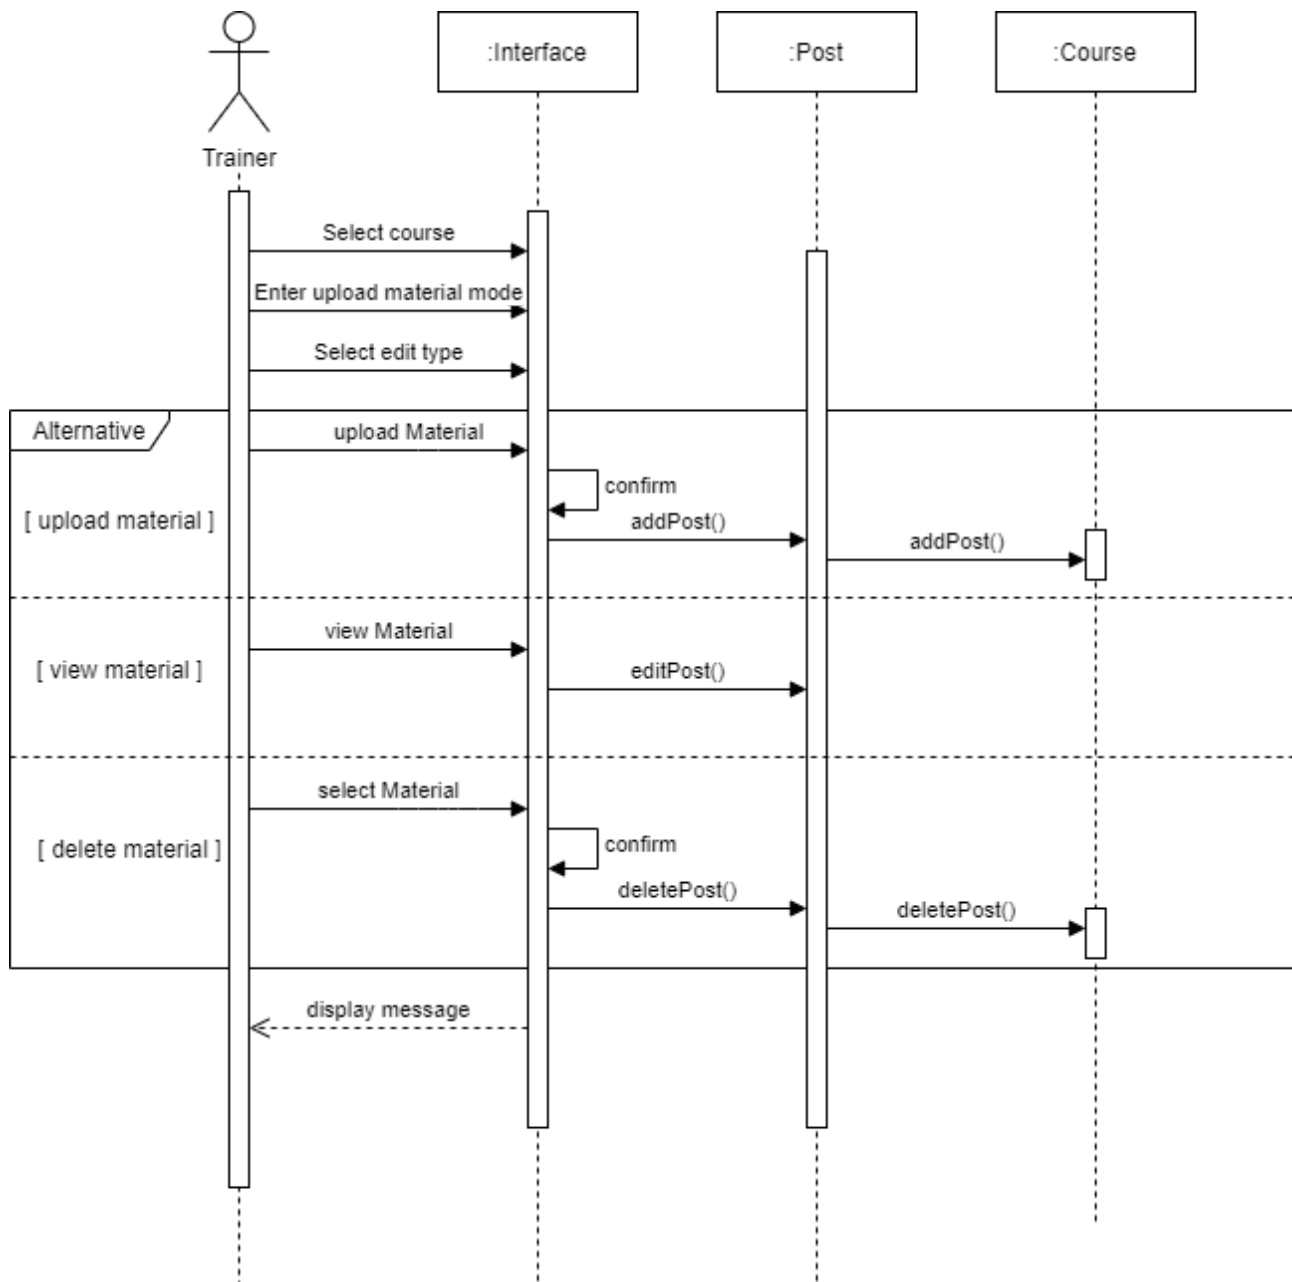 :Interface
:Post
:Course
Trainer
Select course
Enter upload material mode
Select edit type
Alternative
upload Material
confirm
[ upload material ]
addPost()
addPost()
view Material
[ view material ]
editPost()
select Material
confirm
[ delete material ]
deletePost()
deletePost()
display message